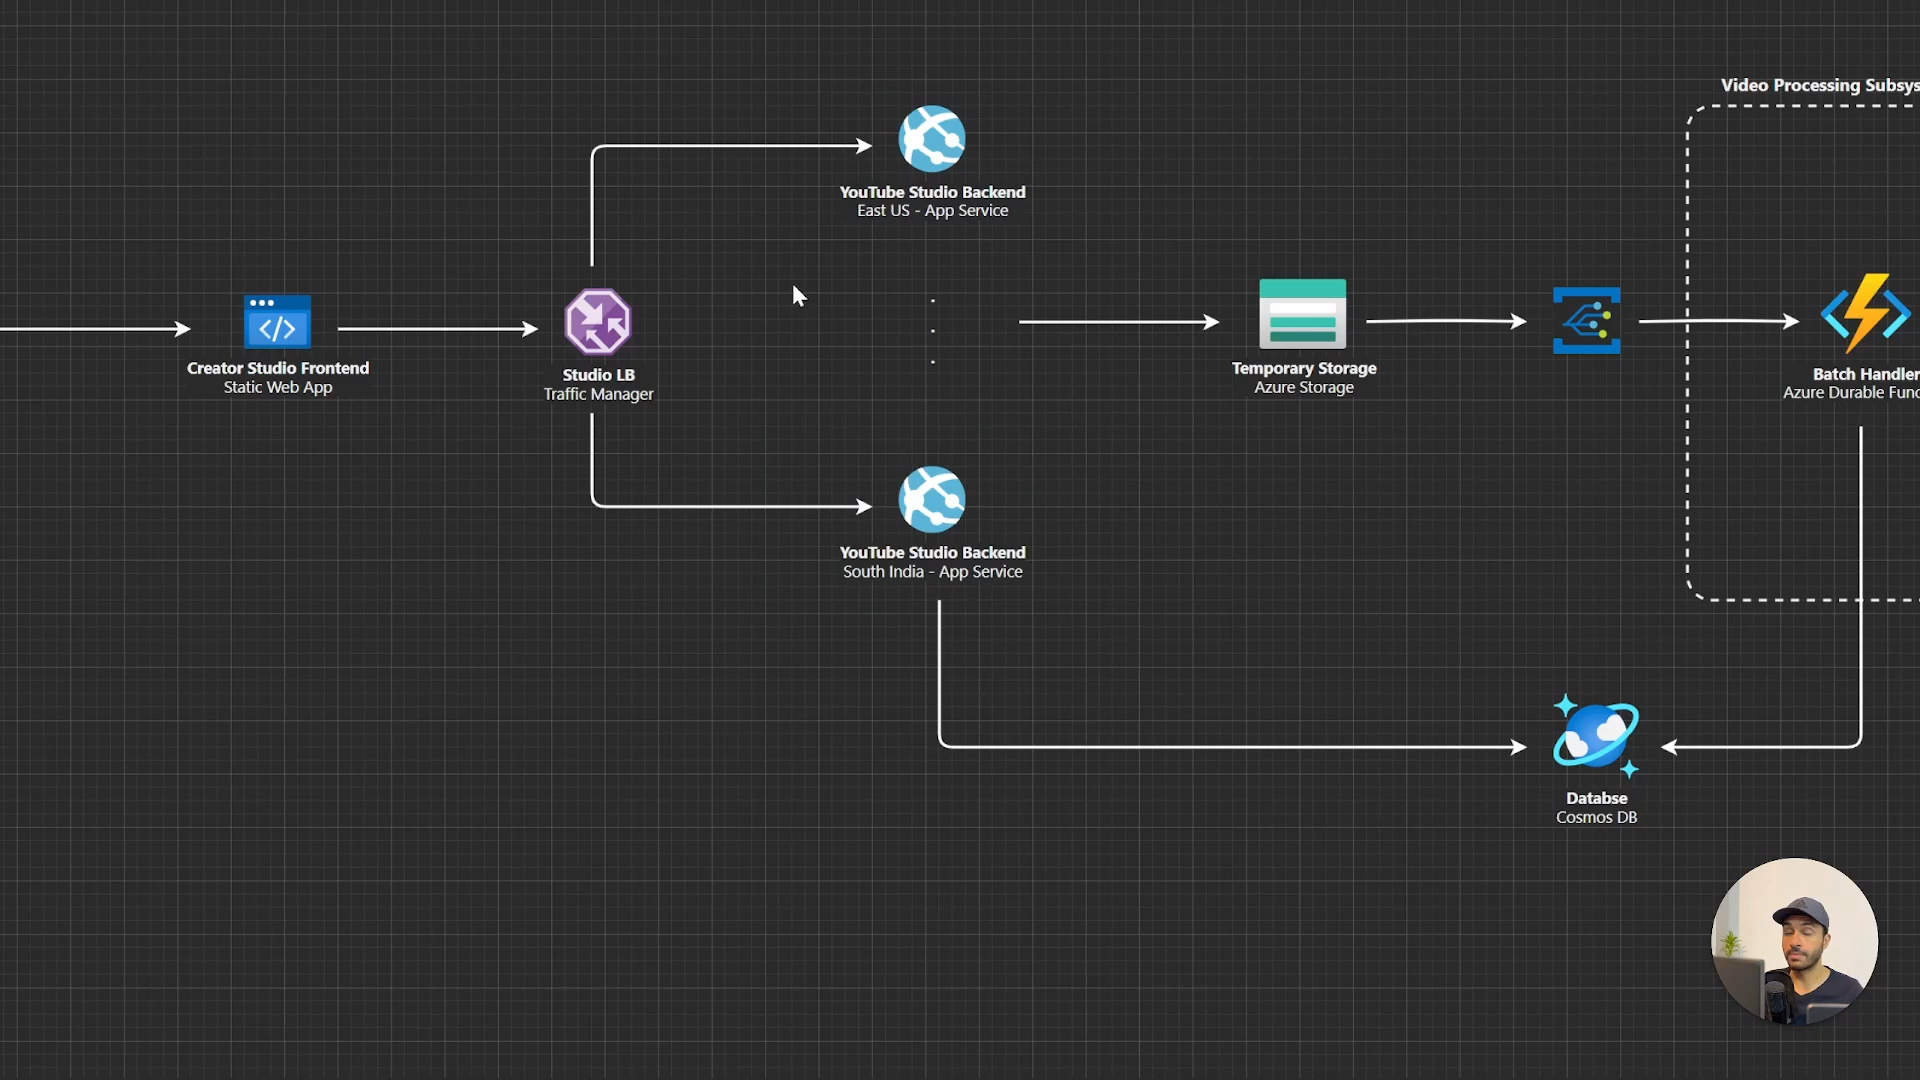 Video Processing Subsys
YouTube Studio Backend
East US - App Service
Creator Studio Frontend
Static Web App
Studio LB
Traffic Manager
Temporary Storage
Azure Storage
Batch Handler
Azure Durable Func
YouTube Studio Backend
South India - App Service
Databse
Cosmos DB